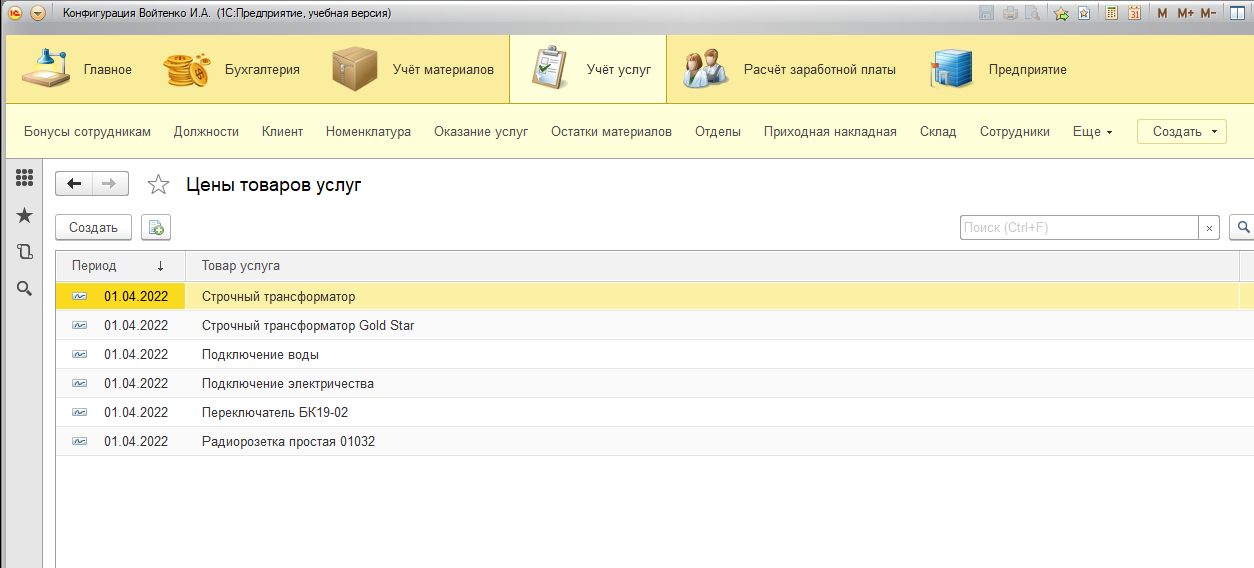 Конфигурация Войтенко И.А. (1С:Предприятие, учебная версия)
M M+ M-
31
Главное Бухгалтерия Учёт материалов Учёт услуг Расчёт заработной платы Предприятие
Бонусы сотрудникам Должности Клиент Номенклатура Оказание услуг Остатки материалов Отделы Приходная накладная Склад Сотрудники Еще Создать
Цены товаров услуг
Создать Поиск (Ctrl+F) ×
Период ↓ Товар услуга
01.04.2022 Строчный трансформатор
01.04.2022 Строчный трансформатор Gold Star
01.04.2022 Подключение воды
01.04.2022 Подключение электричества
01.04.2022 Переключатель БК19-02
01.04.2022 Радиорозетка простая 01032